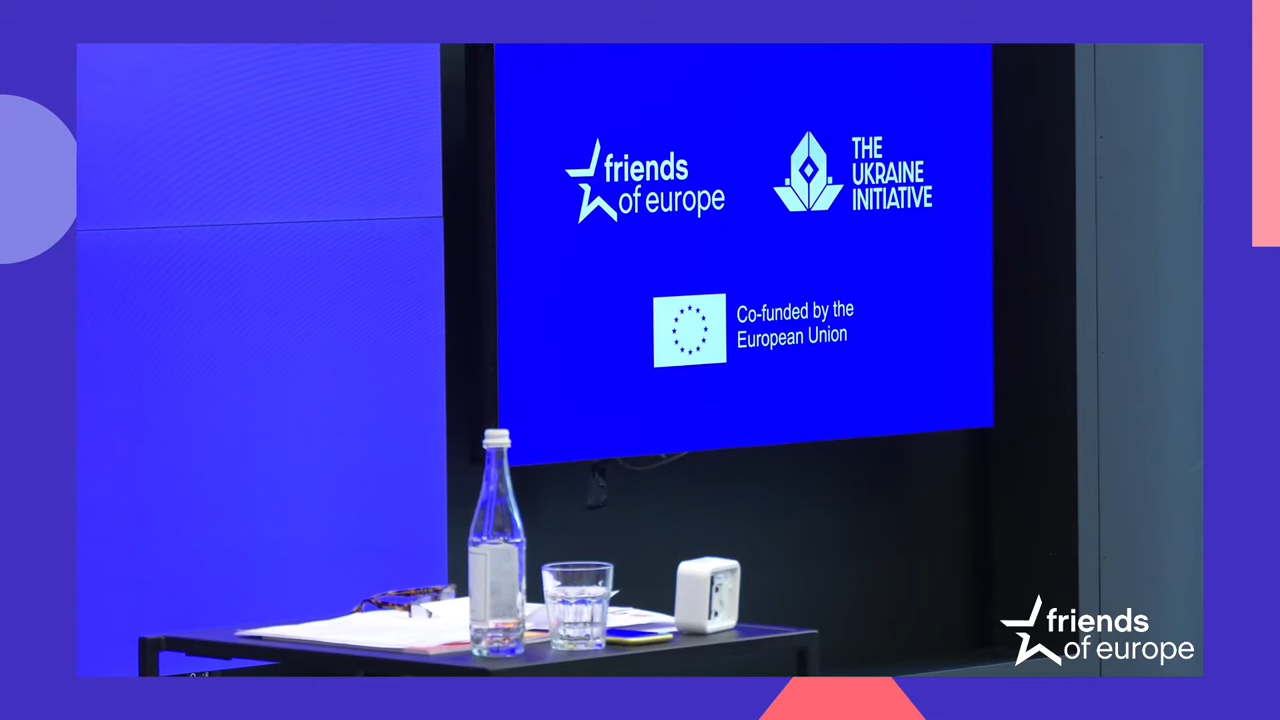 friends
of europe
THE
UKRAINE
INITIATIVE
Co-funded by the
European Union
friends
of europe